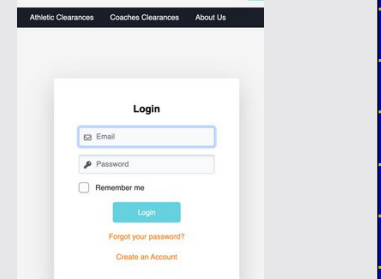 Athletic Clearances Coaches Clearances About Us
Login
Email
Password
Remember me
Login
Forgot your password?
Create an Account